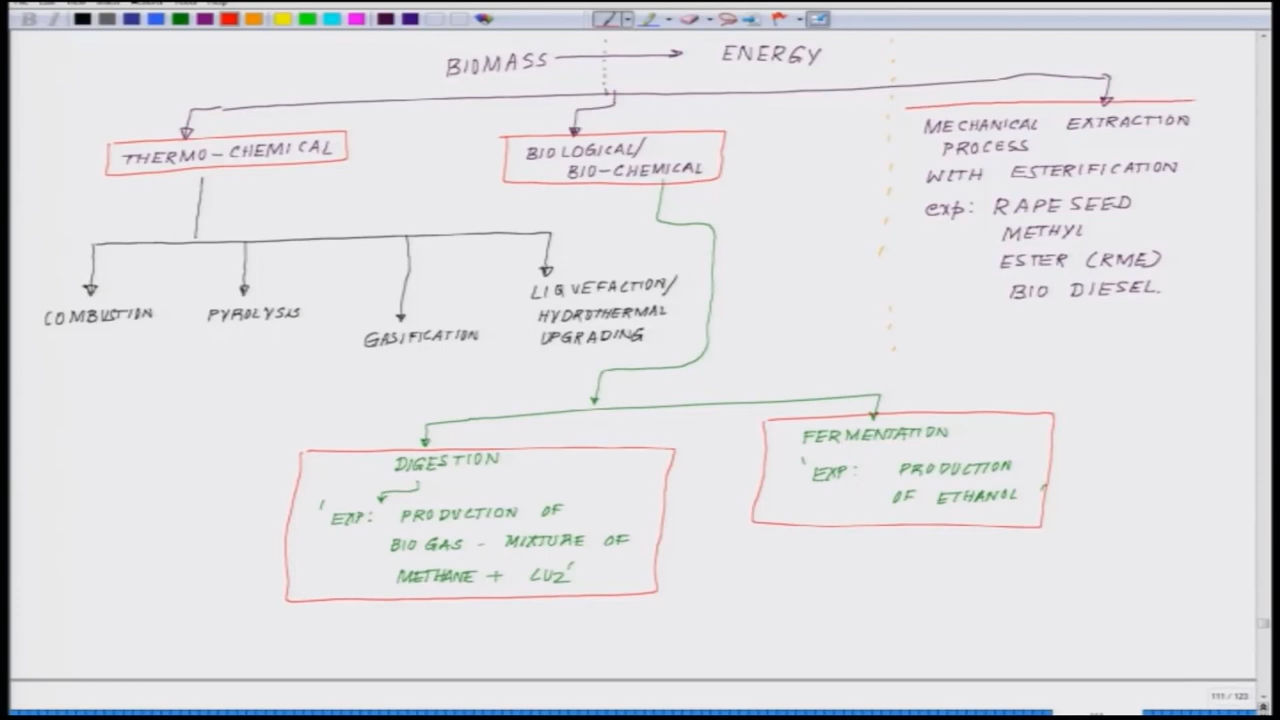 BIOMASS → ENERGY
THERMO-CHEMICAL
BIOLOGICAL/
BIO-CHEMICAL
MECHANICAL EXTRACTION
PROCESS
WITH ESTERIFICATION
exp: RAPE SEED
METHYL
ESTER (RME)
BIO DIESEL.
COMBUSTION
PYROLYSIS
GASIFICATION
LIQUEFACTION/
HYDROTHERMAL
UPGRADING
DIGESTION
'EXP: PRODUCTION OF
BIO GAS - MIXTURE OF
METHANE + CO2'
FERMENTATION
'EXP: PRODUCTION
OF ETHANOL'
111 / 123